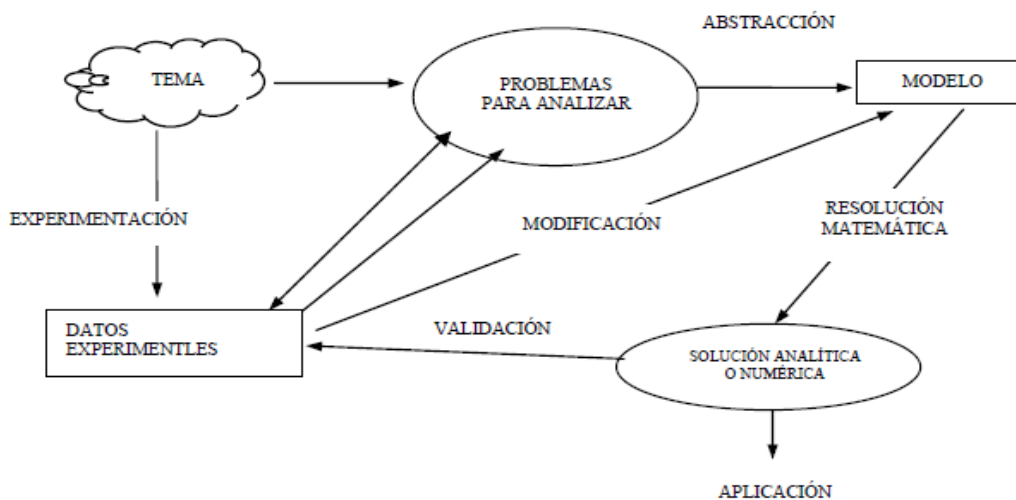 ABSTRACCIÓN
TEMA
PROBLEMAS
PARA ANALIZAR
MODELO
EXPERIMENTACIÓN
MODIFICACIÓN
RESOLUCIÓN
MATEMÁTICA
DATOS
EXPERIMENTLES
VALIDACIÓN
SOLUCIÓN ANALÍTICA
O NUMÉRICA
APLICACIÓN